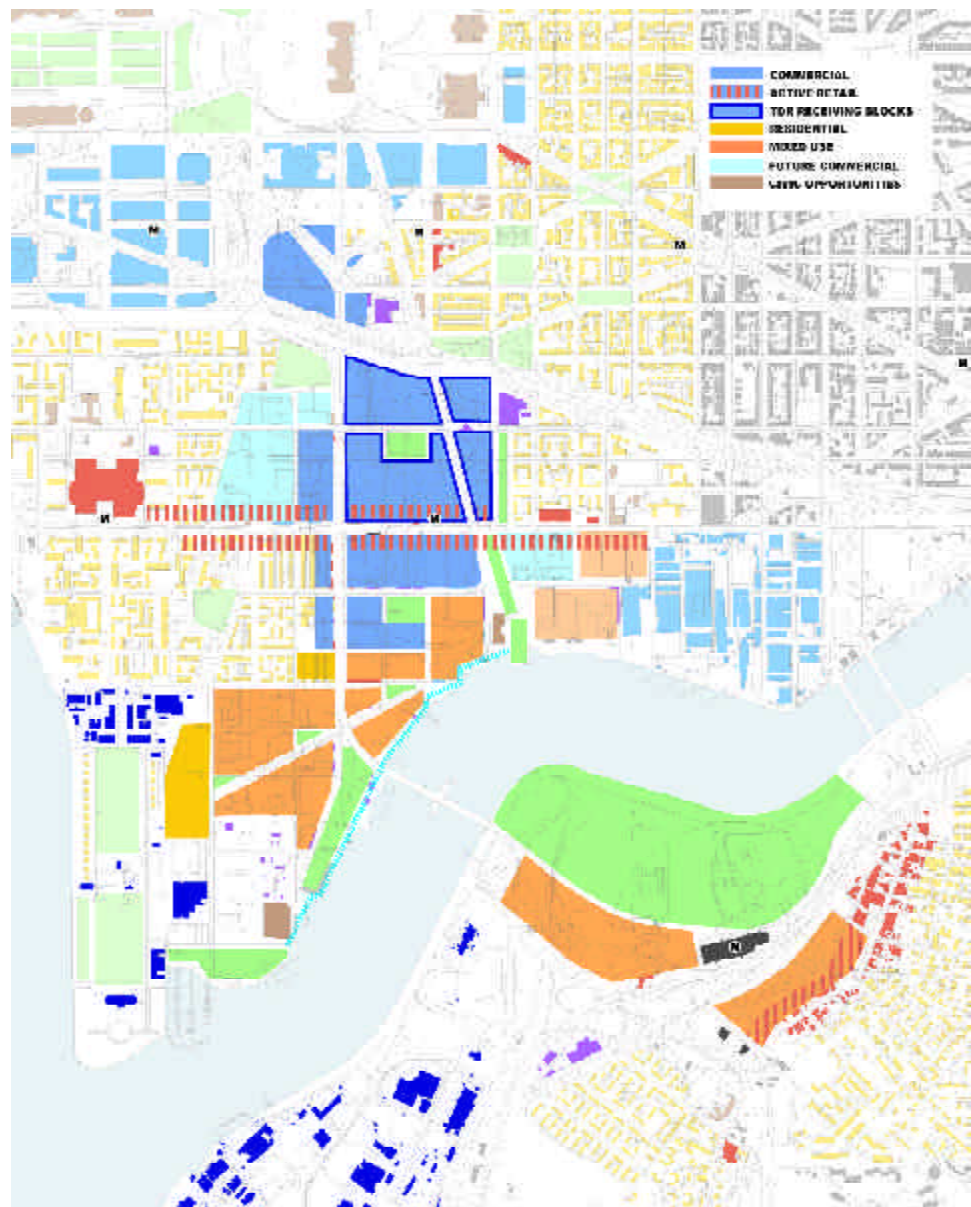 COMMERCIAL
ACTIVE RETAIL
TDR RECEIVING BLOCKS
RESIDENTIAL
MIXED USE
FUTURE COMMERCIAL
CIVIC OPPORTUNITIES
M
M
M
M
M
M
M